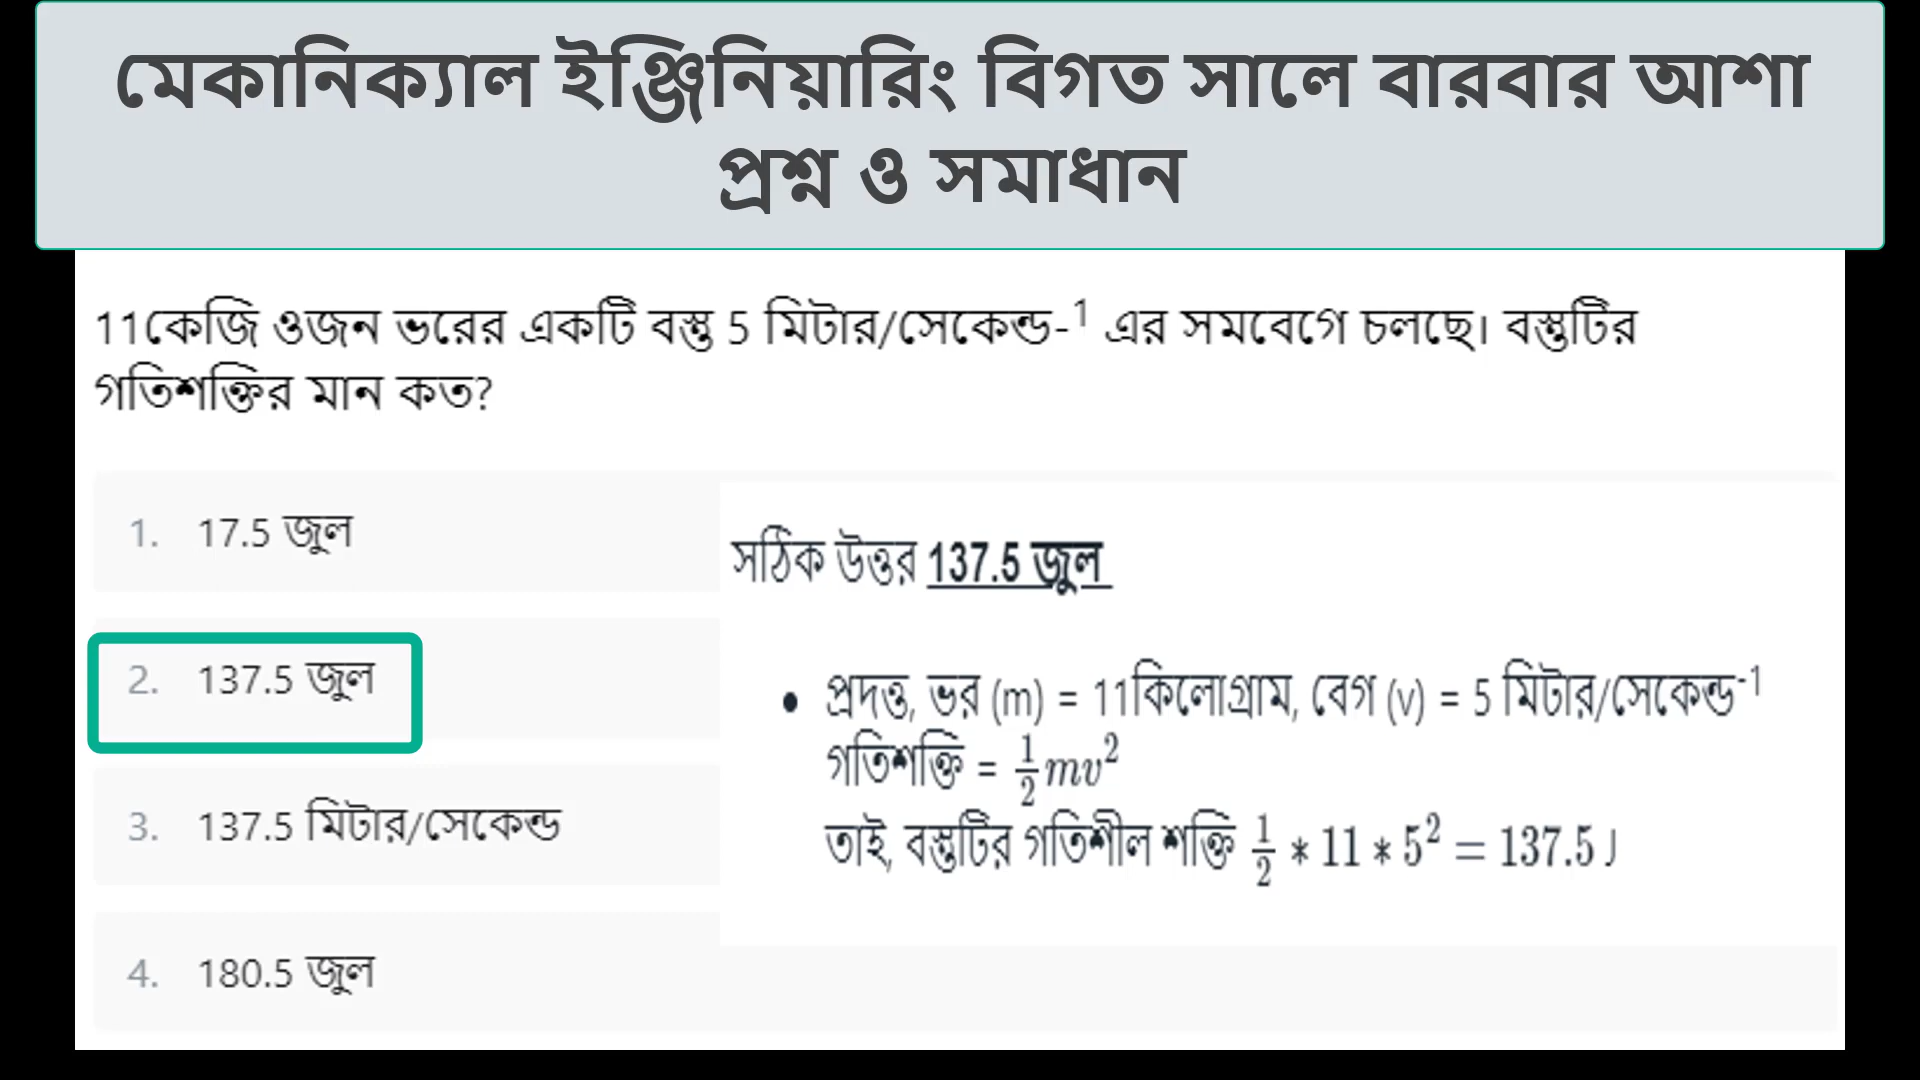 মেকানিক্যাল ইঞ্জিনিয়ারিং বিগত সালে বারবার আশা
প্রশ্ন ও সমাধান
11কেজি ওজন ভরের একটি বস্তু 5 মিটার/সেকেন্ড-¹ এর সমবেগে চলছে। বস্তুটির
গতিশক্তির মান কত?
1. 17.5 জুল
2. 137.5 জুল
3. 137.5 মিটার/সেকেন্ড
4. 180.5 জুল
সঠিক উত্তর 137.5 জুল
• প্রদত্ত, ভর (m) = 11কিলোগ্রাম, বেগ (v) = 5 মিটার/সেকেন্ড⁻¹
গতিশক্তি = ½mv²
তাই, বস্তুটির গতিশীল শক্তি ½ * 11 * 5² = 137.5 J